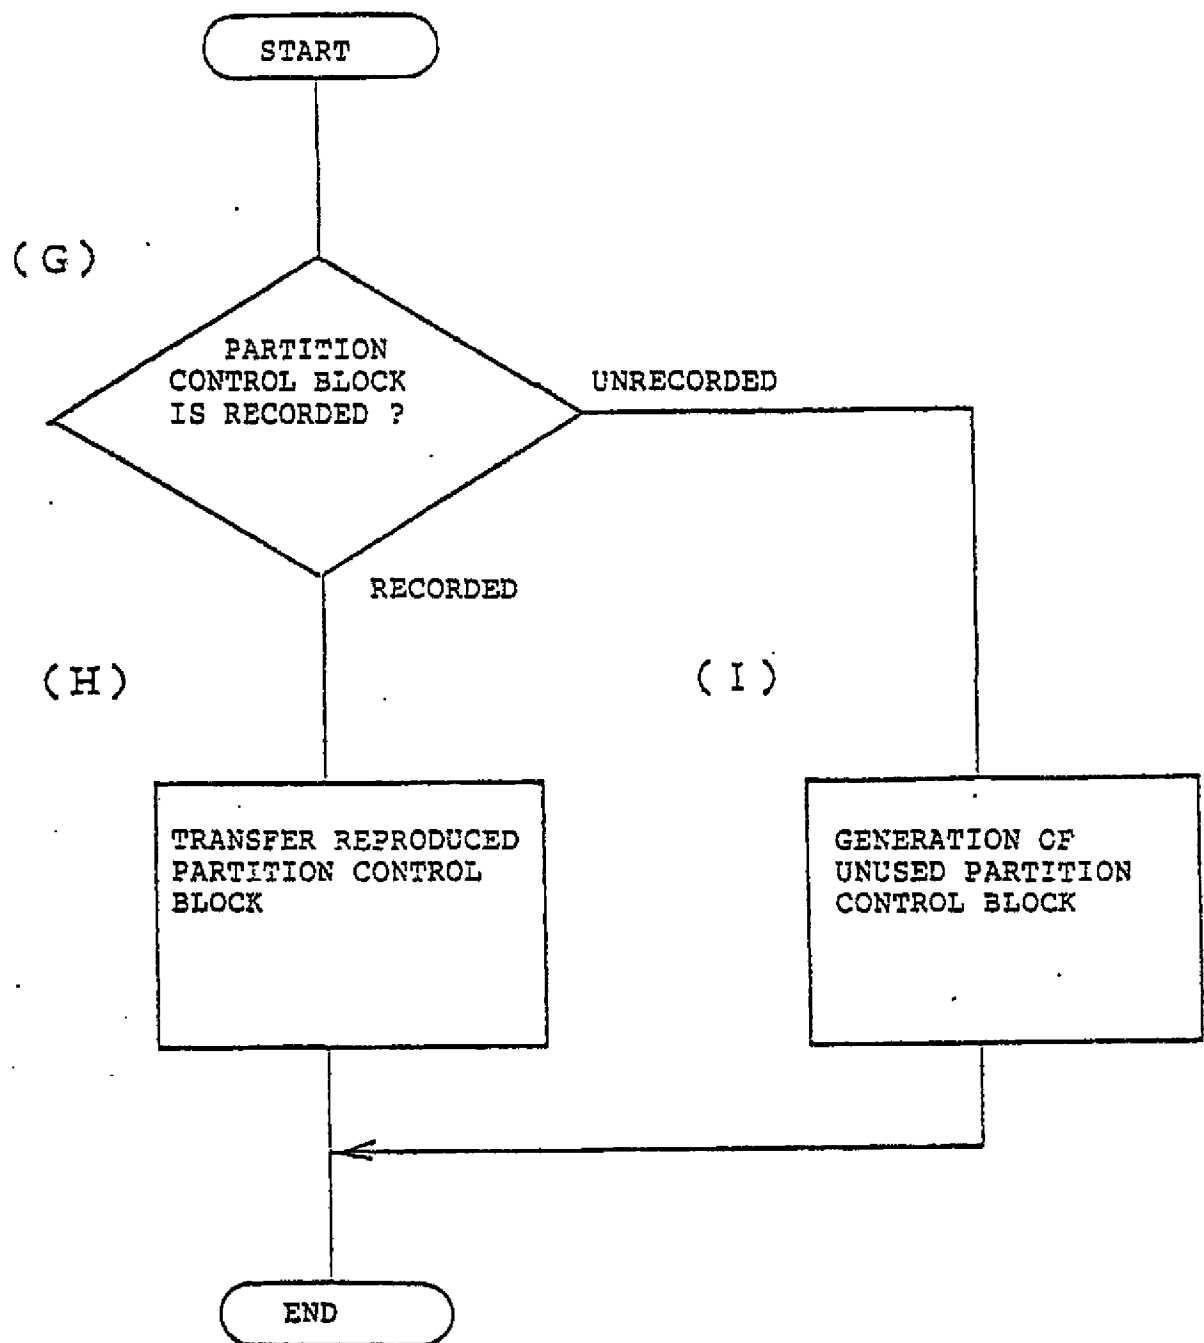 START
(G)
PARTITION
CONTROL BLOCK
IS RECORDED ?
UNRECORDED
RECORDED
(H)
(I)
TRANSFER REPRODUCED
PARTITION CONTROL
BLOCK
GENERATION OF
UNUSED PARTITION
CONTROL BLOCK
END